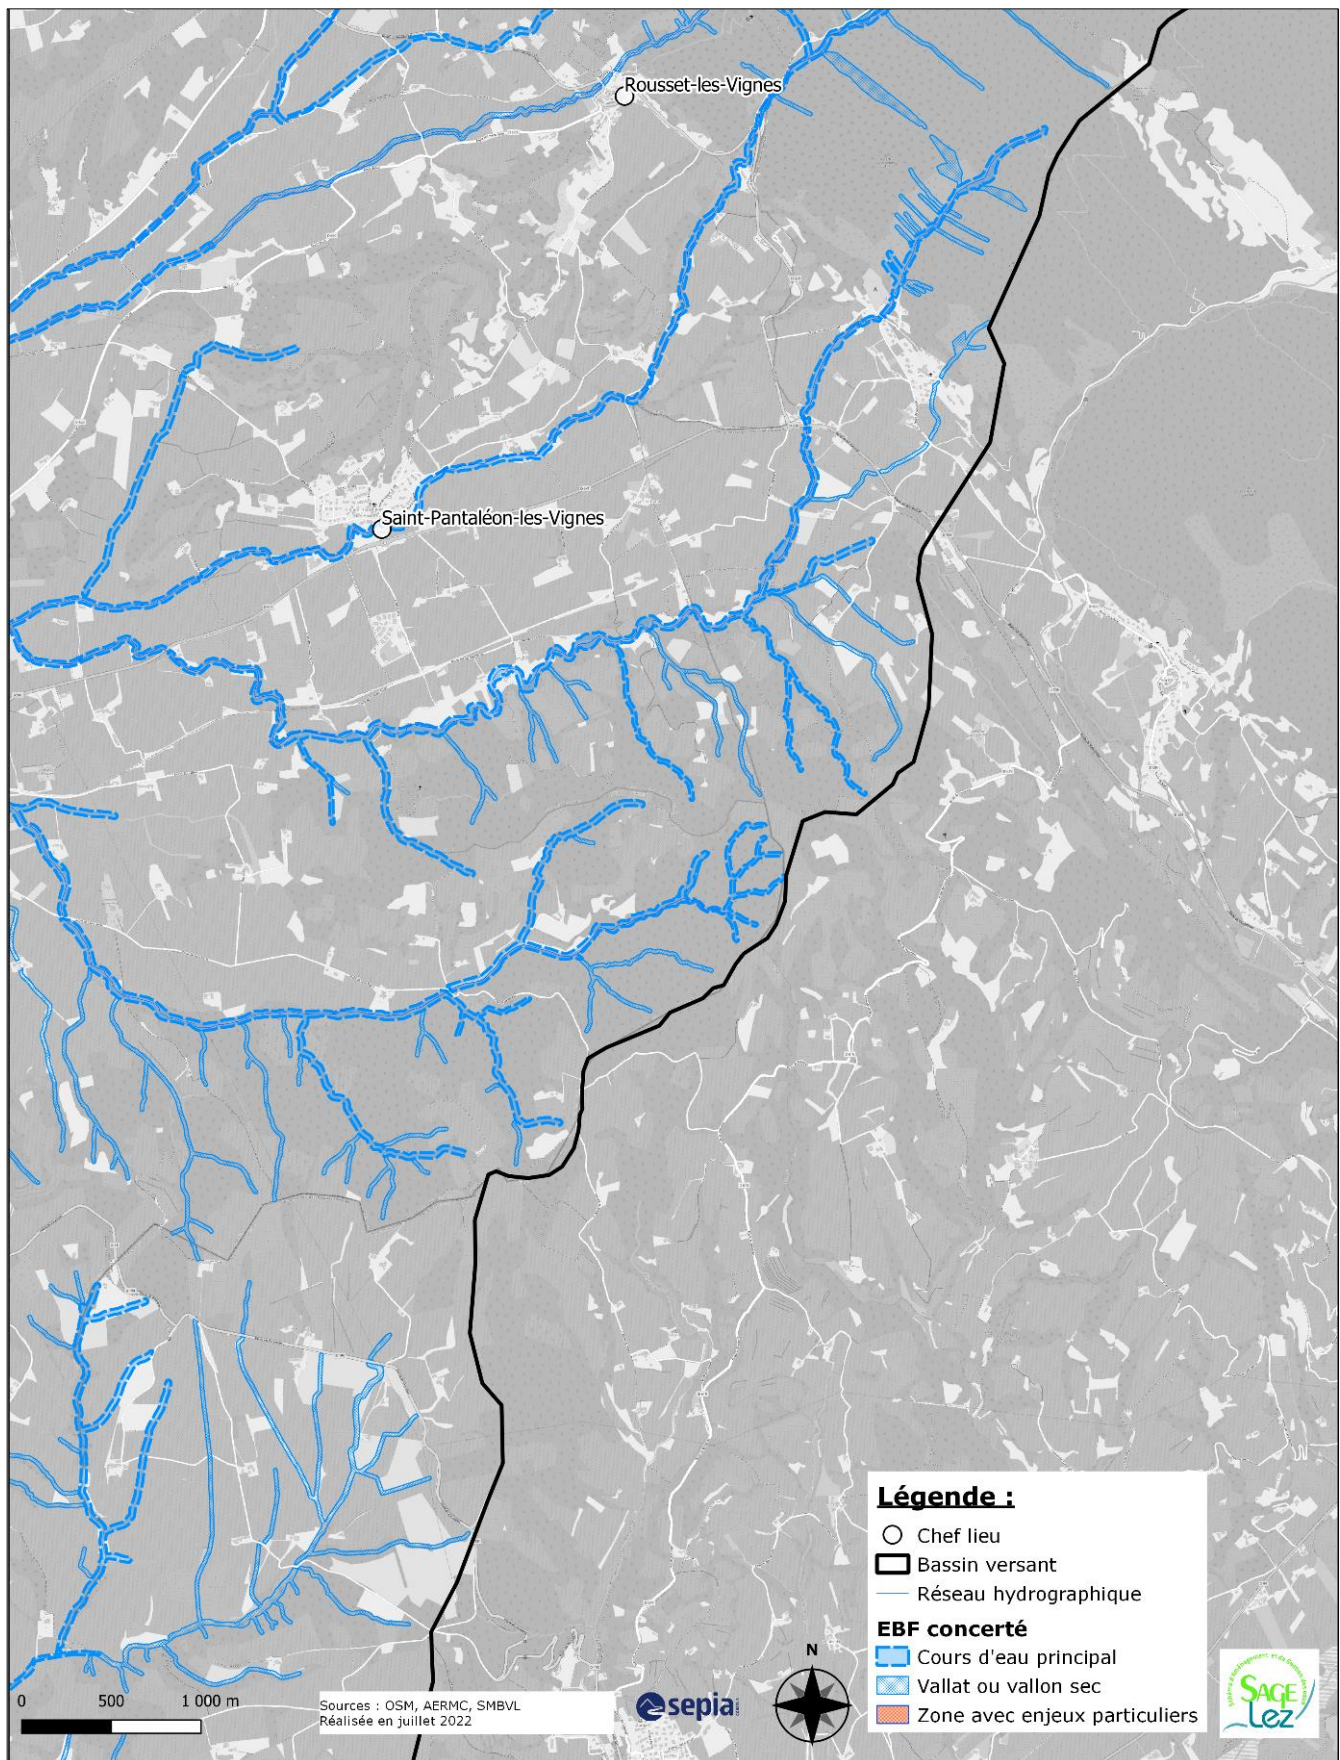 Rousset-les-Vignes
Saint-Pantaléon-les-Vignes
Légende :
Chef lieu
Bassin versant
Réseau hydrographique
EBF concerté
Cours d'eau principal
Vallat ou vallon sec
Zone avec enjeux particuliers
N
0 500 1 000 m
Sources : OSM, AERMC, SMBVL
Réalisée en juillet 2022
sepia
SAGE
Lez